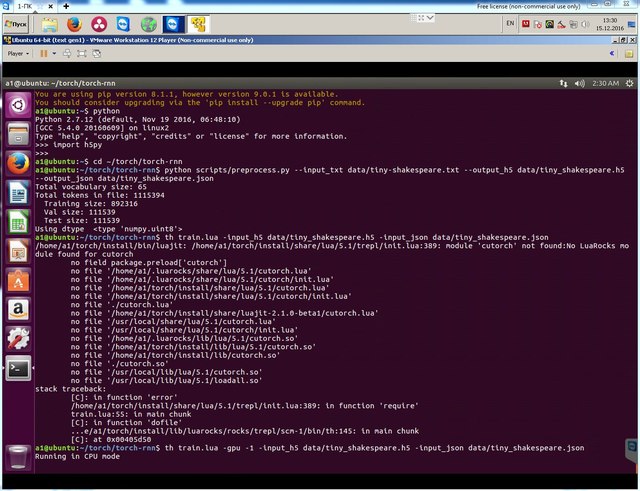 1-ПК
Free license (non-commercial use only)
Пуск
EN
13:30
15.12.2016
Ubuntu 64-bit (text gen1) - VMware Workstation 12 Player (Non-commercial use only)
Player
a1@ubuntu: ~/torch/torch-rnn
2:30 AM
You are using pip version 8.1.1, however version 9.0.1 is available.
You should consider upgrading via the 'pip install --upgrade pip' command.
a1@ubuntu:~$ python
Python 2.7.12 (default, Nov 19 2016, 06:48:10)
[GCC 5.4.0 20160609] on linux2
Type "help", "copyright", "credits" or "license" for more information.
>>> import h5py
>>>
a1@ubuntu:~$ cd ~/torch/torch-rnn
a1@ubuntu:~/torch/torch-rnn$ python scripts/preprocess.py --input_txt data/tiny-shakespeare.txt --output_h5 data/tiny_shakespeare.h5
--output_json data/tiny_shakespeare.json
Total vocabulary size: 65
Total tokens in file: 1115394
Training size: 892316
Val size: 111539
Test size: 111539
Using dtype <type 'numpy.uint8'>
a1@ubuntu:~/torch/torch-rnn$ th train.lua -input_h5 data/tiny_shakespeare.h5 -input_json data/tiny_shakespeare.json
/home/a1/torch/install/bin/luajit: /home/a1/torch/install/share/lua/5.1/trepl/init.lua:389: module 'cutorch' not found:No LuaRocks mo
dule found for cutorch
no field package.preload['cutorch']
no file '/home/a1/.luarocks/share/lua/5.1/cutorch.lua'
no file '/home/a1/.luarocks/share/lua/5.1/cutorch/init.lua'
no file '/home/a1/torch/install/share/lua/5.1/cutorch.lua'
no file '/home/a1/torch/install/share/lua/5.1/cutorch/init.lua'
no file './cutorch.lua'
no file '/home/a1/torch/install/share/luajit-2.1.0-beta1/cutorch.lua'
no file '/usr/local/share/lua/5.1/cutorch.lua'
no file '/usr/local/share/lua/5.1/cutorch/init.lua'
no file '/home/a1/.luarocks/lib/lua/5.1/cutorch.so'
no file '/home/a1/torch/install/lib/lua/5.1/cutorch.so'
no file '/home/a1/torch/install/lib/cutorch.so'
no file './cutorch.so'
no file '/usr/local/lib/lua/5.1/cutorch.so'
no file '/usr/local/lib/lua/5.1/loadall.so'
stack traceback:
[C]: in function 'error'
/home/a1/torch/install/share/lua/5.1/trepl/init.lua:389: in function 'require'
train.lua:55: in main chunk
[C]: in function 'dofile'
...e/a1/torch/install/lib/luarocks/rocks/trepl/scm-1/bin/th:145: in main chunk
[C]: at 0x00405d50
a1@ubuntu:~/torch/torch-rnn$ th train.lua -gpu -1 -input_h5 data/tiny_shakespeare.h5 -input_json data/tiny_shakespeare.json
Running in CPU mode